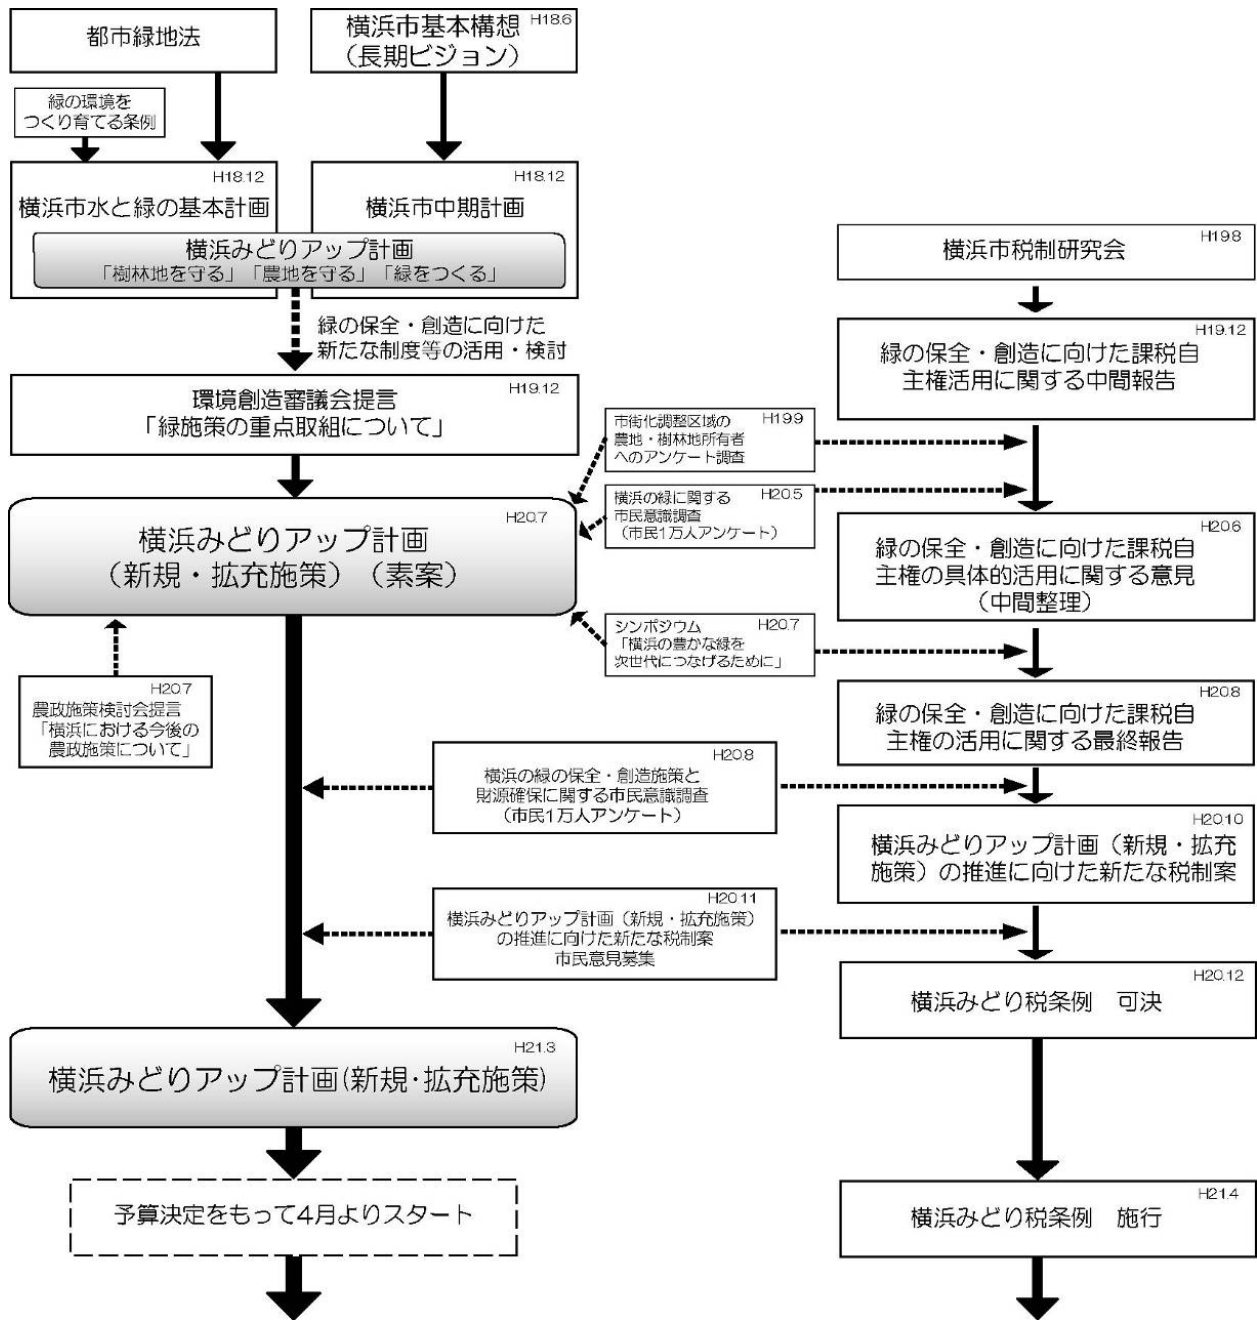 都市緑地法
H18.6
横浜市基本構想
（長期ビジョン）
緑の環境を
つくり育てる条例
H18.12
横浜市水と緑の基本計画
H18.12
横浜市中期計画
横浜みどりアップ計画
「樹林地を守る」「農地を守る」「緑をつくる」
緑の保全・創造に向けた
新たな制度等の活用・検討
H19.12
環境創造審議会提言
「緑施策の重点取組について」
H20.7
横浜みどりアップ計画
（新規・拡充施策）（素案）
H20.7
農政施策検討会提言
「横浜における今後の
農政施策について」
市街化調整区域の
H19.9
農地・樹林地所有者
へのアンケート調査
横浜の緑に関する
H20.5
市民意識調査
（市民1万人アンケート）
シンポジウム
H20.7
「横浜の豊かな緑を
次世代につなげるために」
H20.8
横浜の緑の保全・創造施策と
財源確保に関する市民意識調査
（市民1万人アンケート）
H20.11
横浜みどりアップ計画（新規・拡充施策）
の推進に向けた新たな税制案
市民意見募集
H21.3
横浜みどりアップ計画(新規・拡充施策)
予算決定をもって4月よりスタート
H19.8
横浜市税制研究会
H19.12
緑の保全・創造に向けた課税自
主権活用に関する中間報告
H20.6
緑の保全・創造に向けた課税自
主権の具体的活用に関する意見
（中間整理）
H20.8
緑の保全・創造に向けた課税自
主権の活用に関する最終報告
H20.10
横浜みどりアップ計画（新規・拡充
施策）の推進に向けた新たな税制案
H20.12
横浜みどり税条例　可決
H21.4
横浜みどり税条例　施行